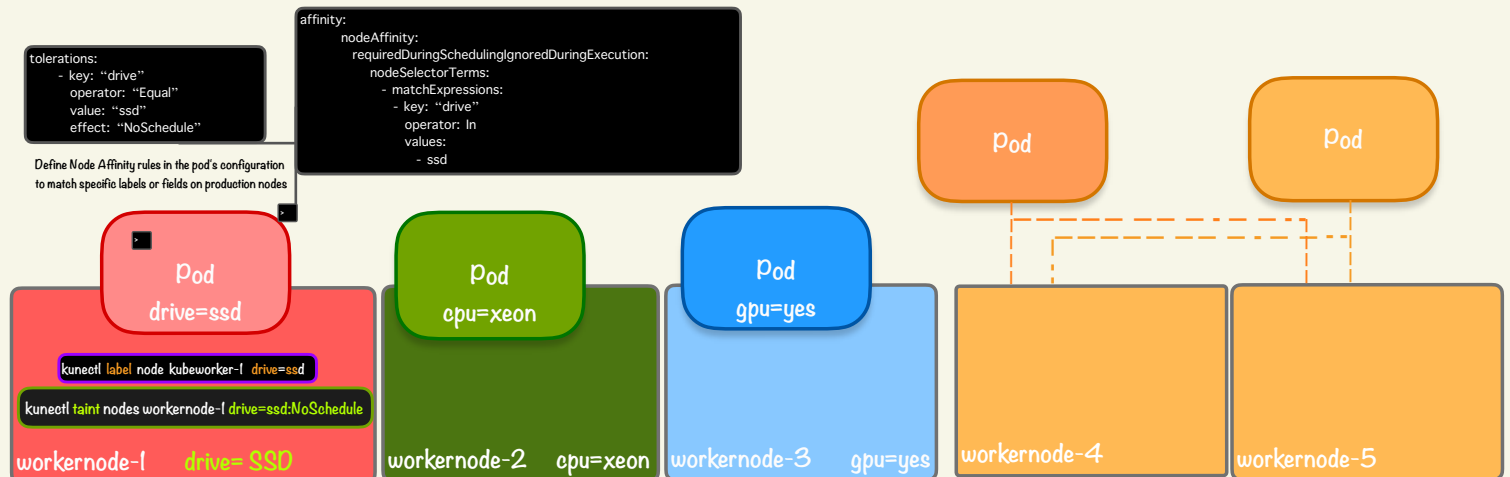 tolerations:
- key: “drive”
operator: “Equal”
value: “ssd”
effect: “NoSchedule”
affinity:
nodeAffinity:
requiredDuringSchedulingIgnoredDuringExecution:
nodeSelectorTerms:
- matchExpressions:
- key: “drive”
operator: In
values:
- ssd
Define Node Affinity rules in the pod's configuration
to match specific labels or fields on production nodes
>
>
Pod
drive=ssd
Pod
cpu=xeon
Pod
gpu=yes
Pod
Pod
kunectl label node kubeworker-1 drive=ssd
kunectl taint nodes workernode-1 drive=ssd:NoSchedule
workernode-1 drive= SSD
workernode-2 cpu=xeon
workernode-3 gpu=yes
workernode-4
workernode-5